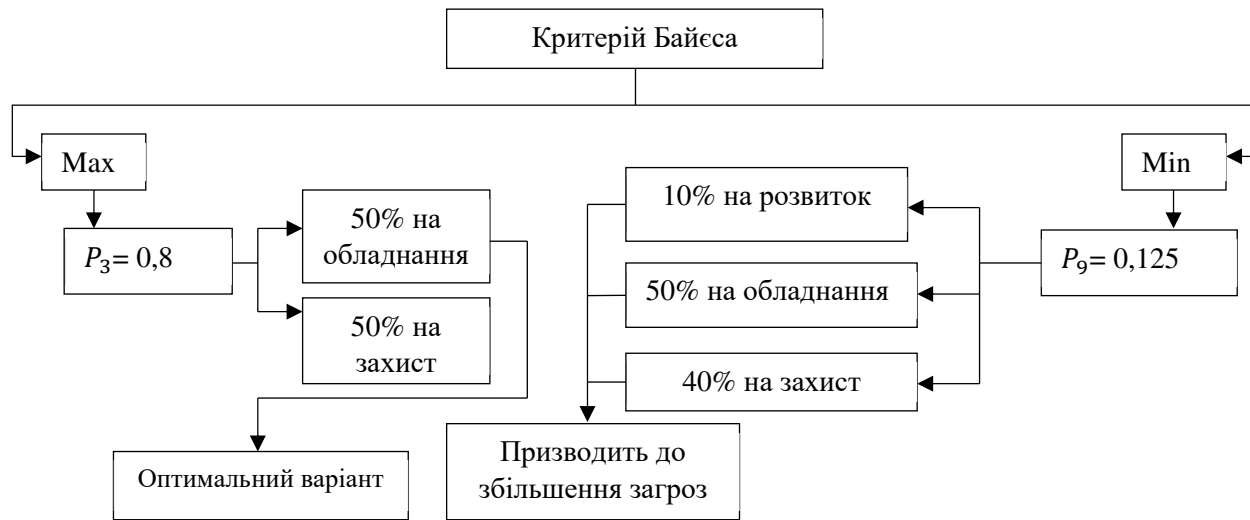 Критерій Байєса
Max
Min
50% на
обладнання
10% на розвиток
P₃= 0,8
P₉= 0,125
50% на обладнання
50% на
захист
40% на захист
Призводить до
збільшення загроз
Оптимальний варіант